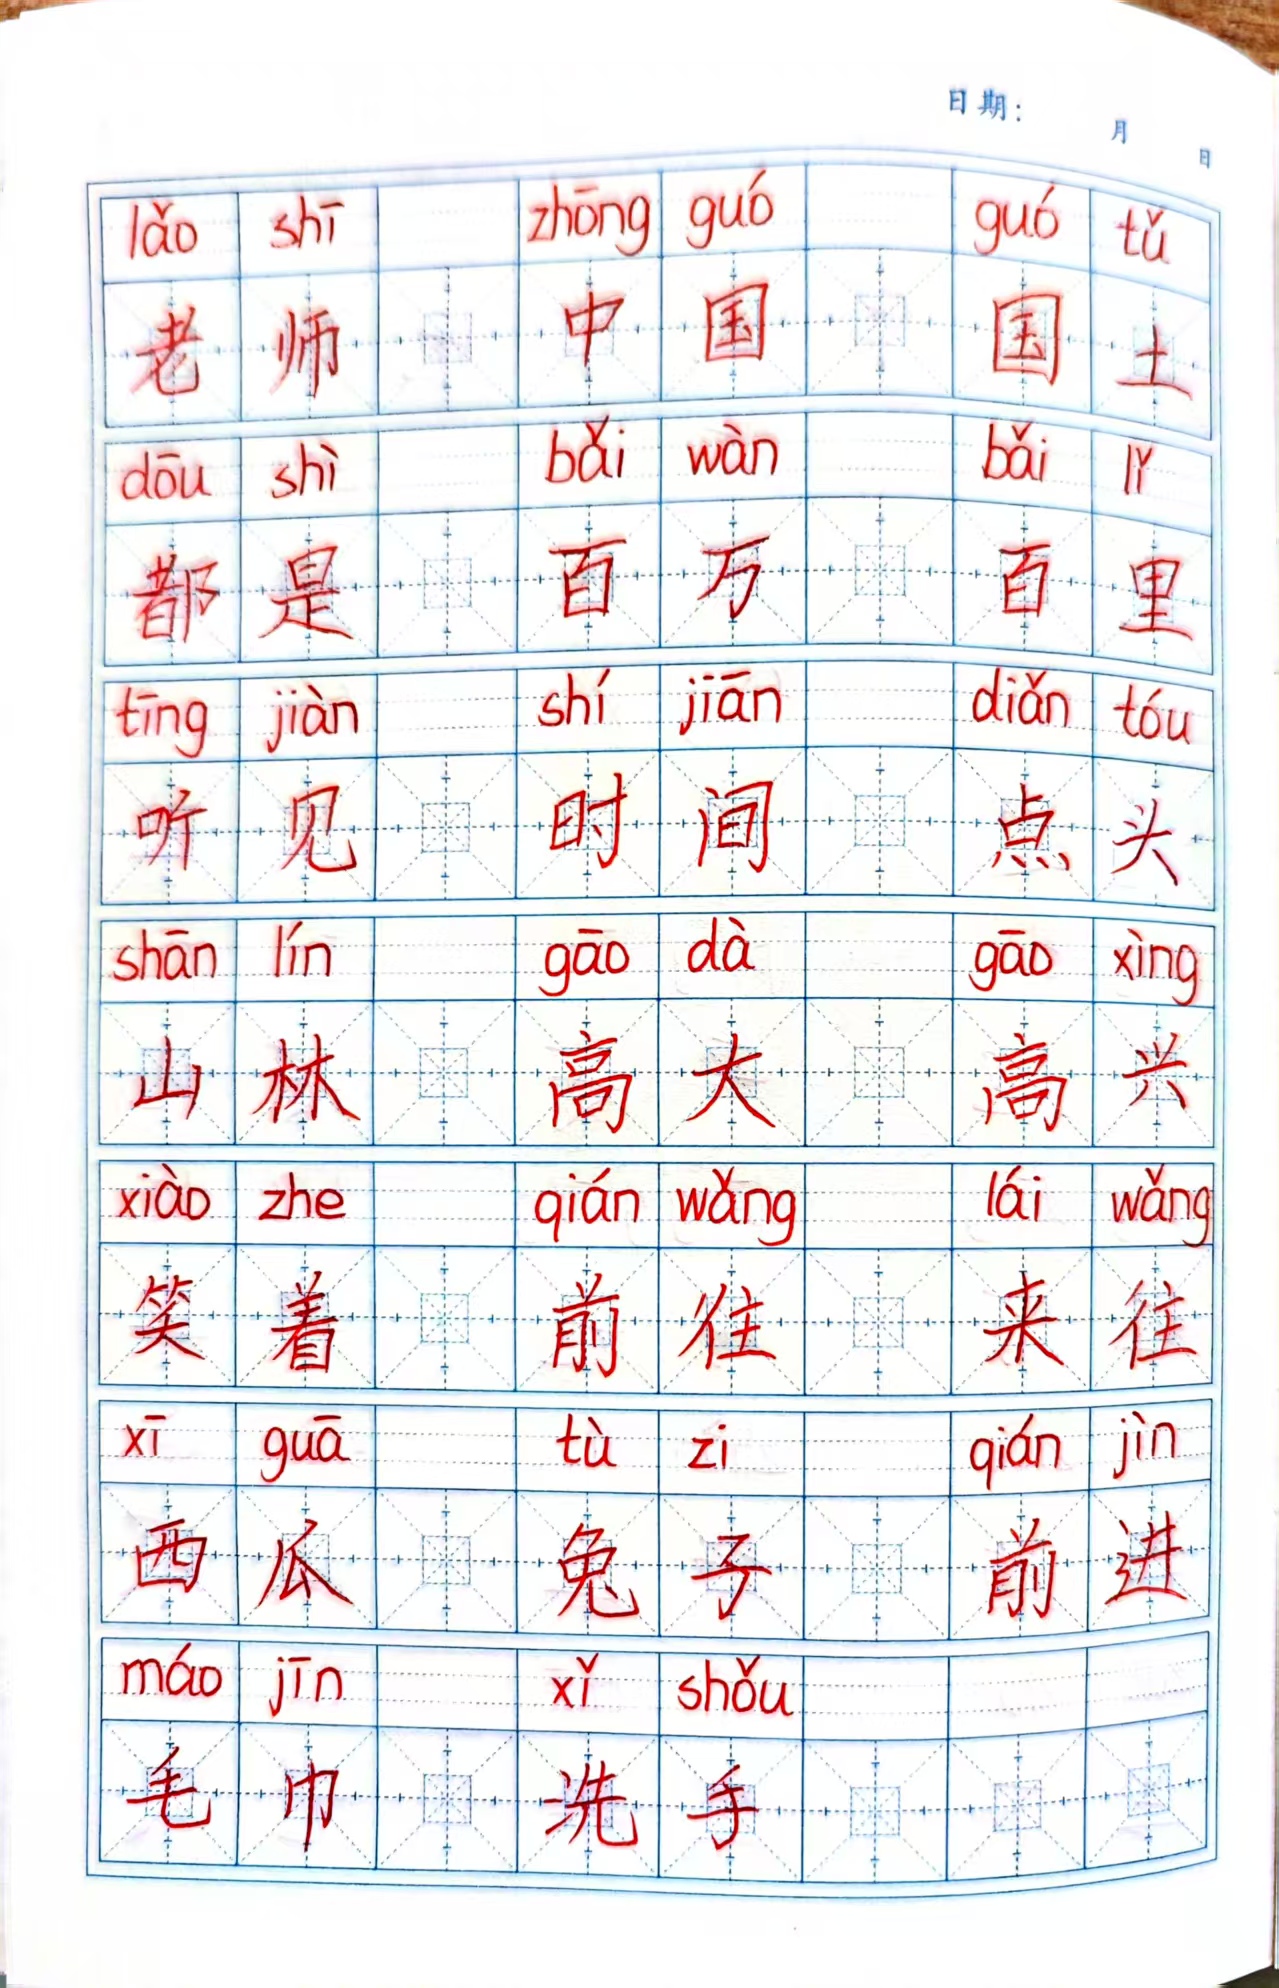 日期： 月 日
lǎo shī zhōng guó guó tǔ
老师 中国 国土
dōu shì bǎi wàn bǎi lǐ
都是 百万 百里
tīng jiàn shí jiān diǎn tóu
听见 时间 点头
shān lín gāo dà gāo xìng
山林 高大 高兴
xiào zhe qián wǎng lái wǎng
笑着 前往 来往
xī guā tù zi qián jìn
西瓜 兔子 前进
máo jīn xǐ shǒu
毛巾 洗手